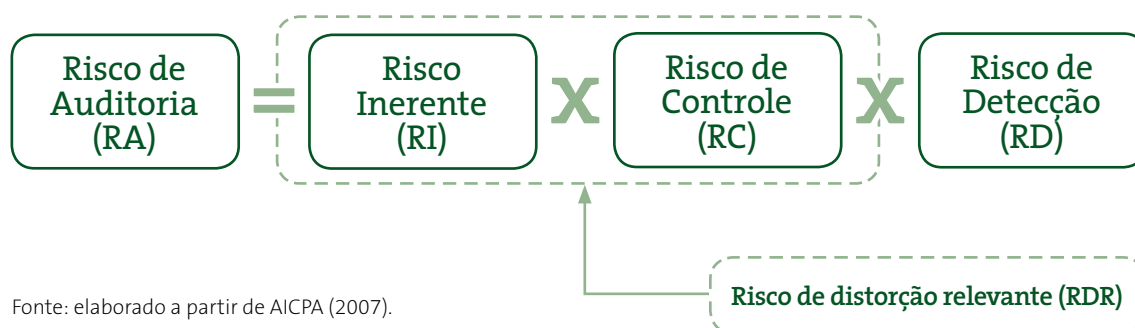 Risco de
Auditoria
(RA)
=
Risco
Inerente
(RI)
X
Risco de
Controle
(RC)
X
Risco de
Detecção
(RD)
Risco de distorção relevante (RDR)
Fonte: elaborado a partir de AICPA (2007).